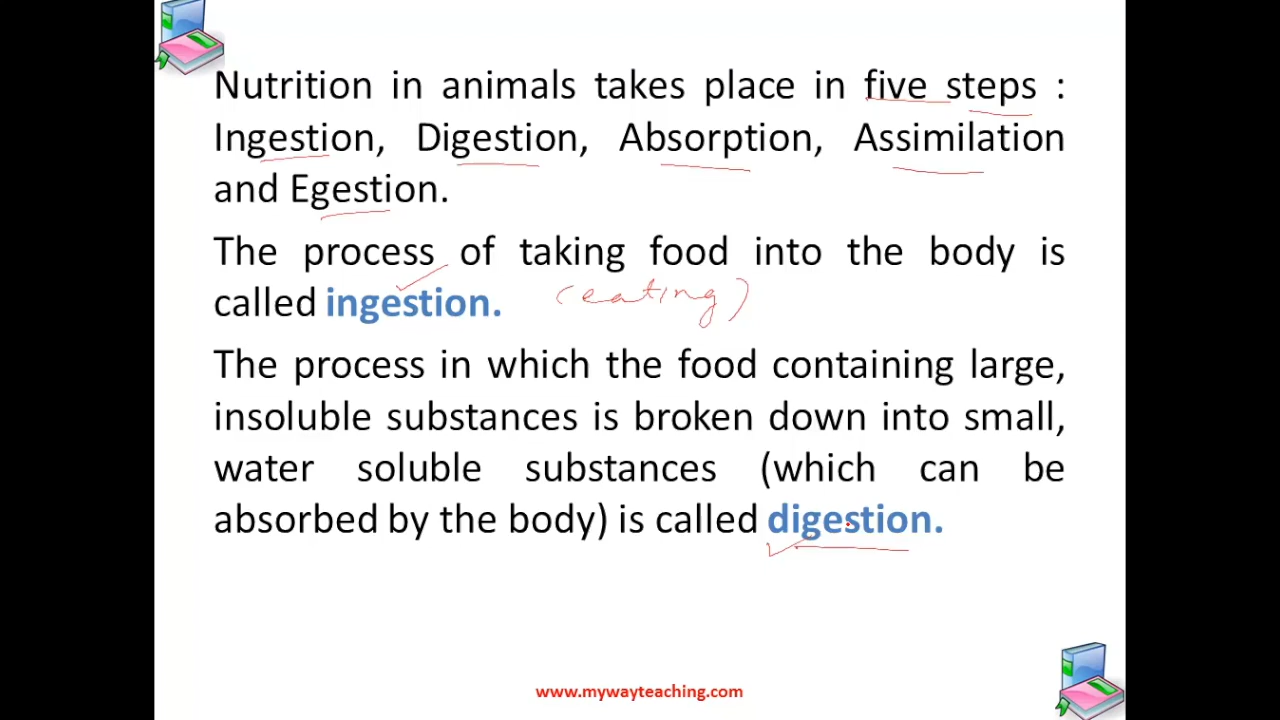 Nutrition in animals takes place in five steps :
Ingestion, Digestion, Absorption, Assimilation
and Egestion.
The process of taking food into the body is
called ingestion. (eating)
The process in which the food containing large,
insoluble substances is broken down into small,
water soluble substances (which can be
absorbed by the body) is called digestion.
www.mywayteaching.com